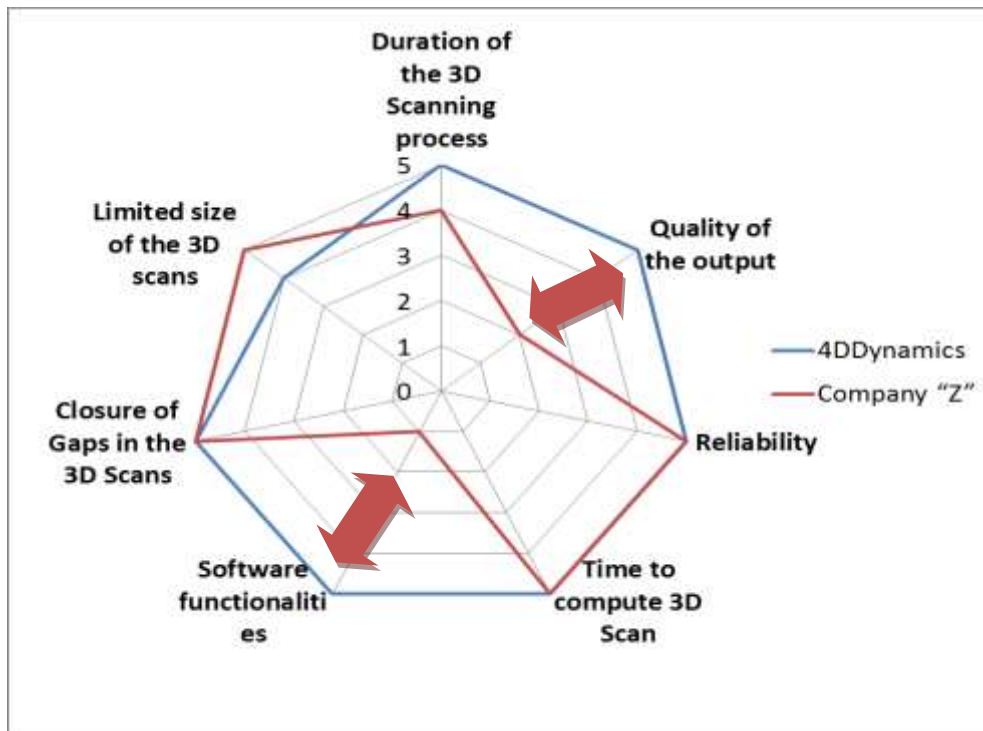 Duration of
the 3D
Scanning
process
5
4
3
2
1
0
Limited size
of the 3D
scans
Quality of
the output
4DDynamics
Company “Z”
Closure of
Gaps in the
3D Scans
Reliability
Software
functionaliti
es
Time to
compute 3D
Scan